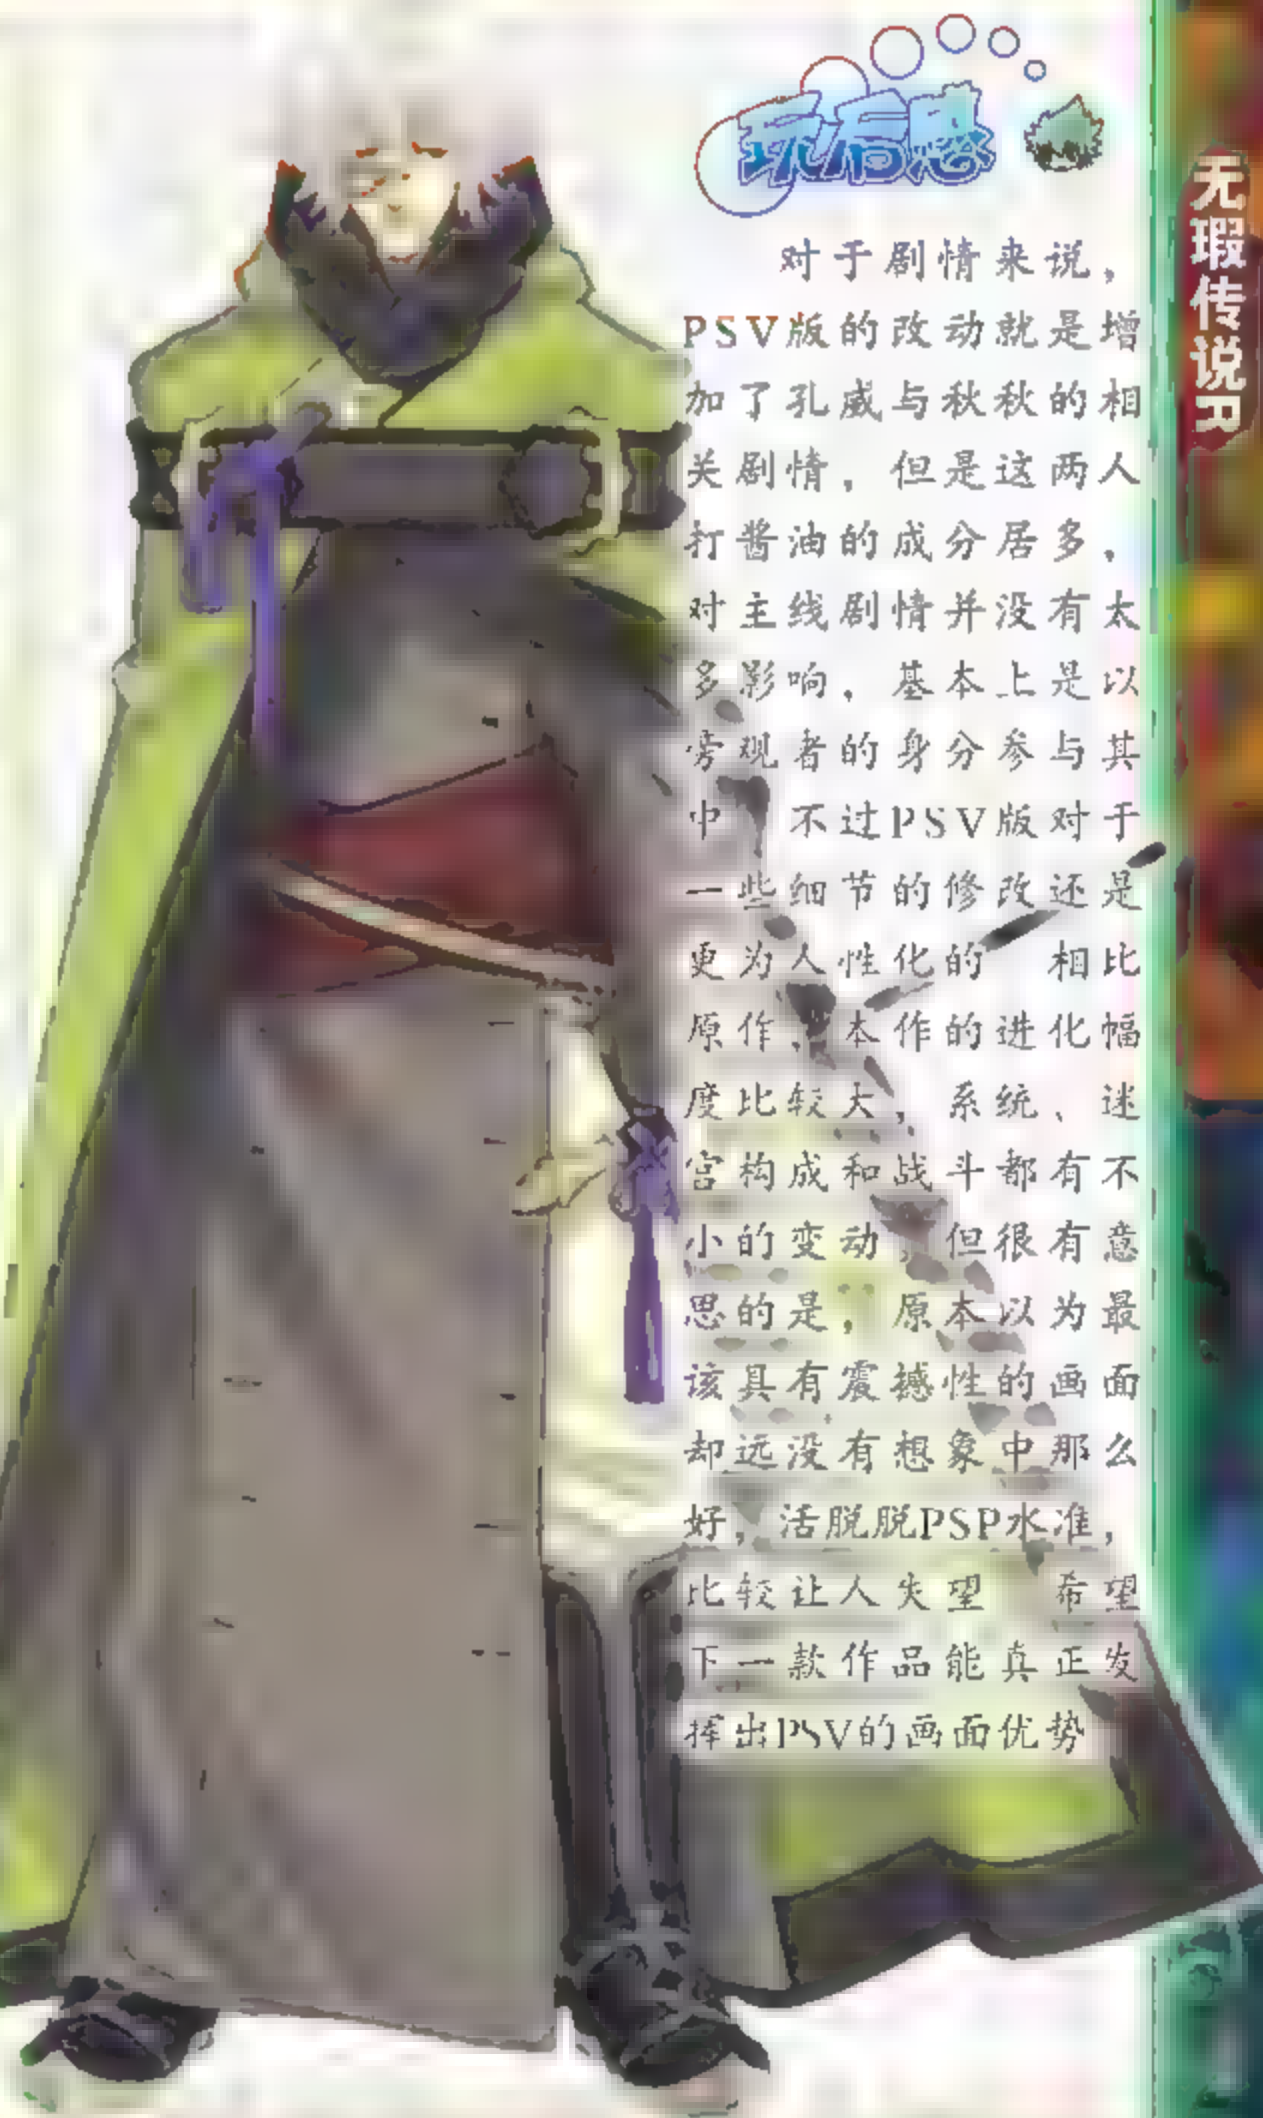 玩后感
对于剧情来说，
PSV版的改动就是增
加了孔威与秋秋的相
关剧情，但是这两人
打酱油的成分居多，
对主线剧情并没有太
多影响，基本上是以
旁观者的身分参与其
中 不过PSV版对于
一些细节的修改还是
更为人性化的 相比
原作，本作的进化幅
度比较大，系统、迷
宫构成和战斗都有不
小的变动，但很有意
思的是，原本以为最
该具有震撼性的画面
却远没有想象中那么
好，活脱脱PSP水准，
比较让人失望 希望
下一款作品能真正发
挥出PSV的画面优势
无瑕传说R